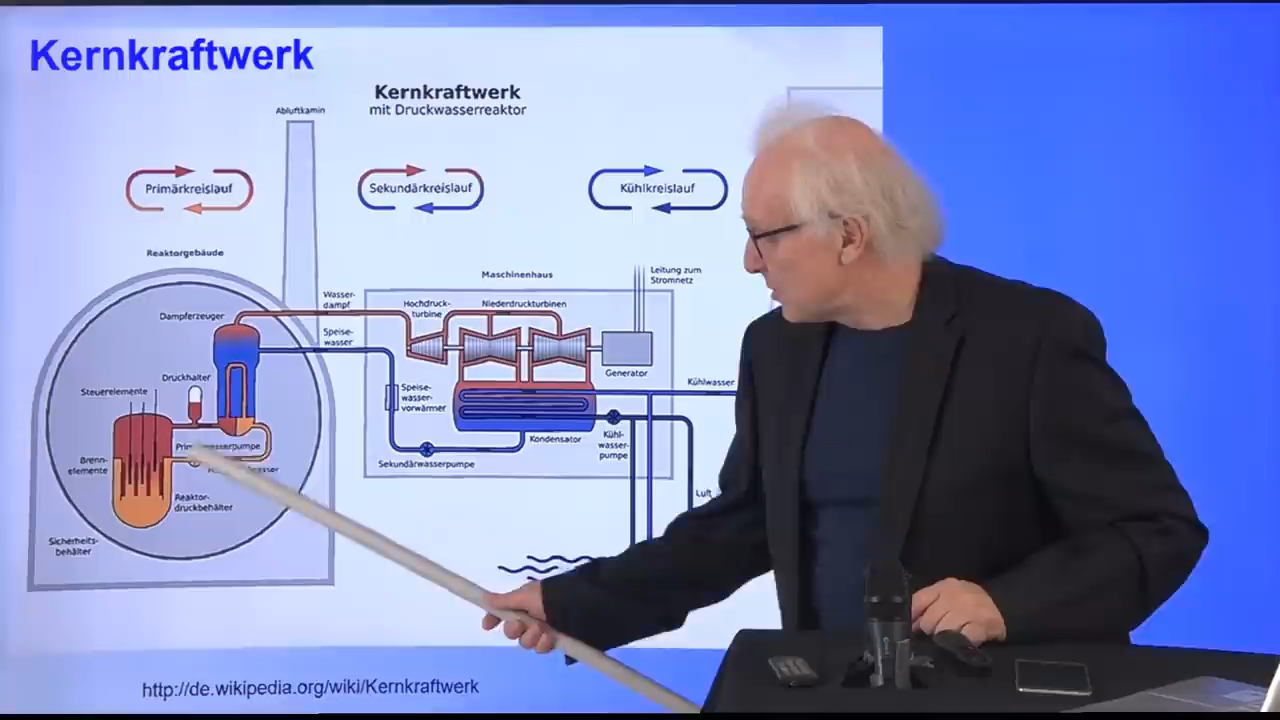 Kernkraftwerk
Kernkraftwerk
mit Druckwasserreaktor
Abluftkamin
Primärkreislauf
Sekundärkreislauf
Kühlkreislauf
Reaktorgebäude
Maschinenhaus
Leitung zum
Stromnetz
Wasser-
dampf
Hochdruck-
turbine
Niederdruckturbinen
Dampferzeuger
Speise-
wasser
Generator
Druckhalter
Steuerelemente
Speise-
wasser-
vorwärmer
Kühlwasser
Kondensator
Kühl-
wasser-
pumpe
Brenn-
elemente
Sekundärwasserpumpe
Reaktor-
druckbehälter
Luft
Sicherheits-
behälter
http://de.wikipedia.org/wiki/Kernkraftwerk